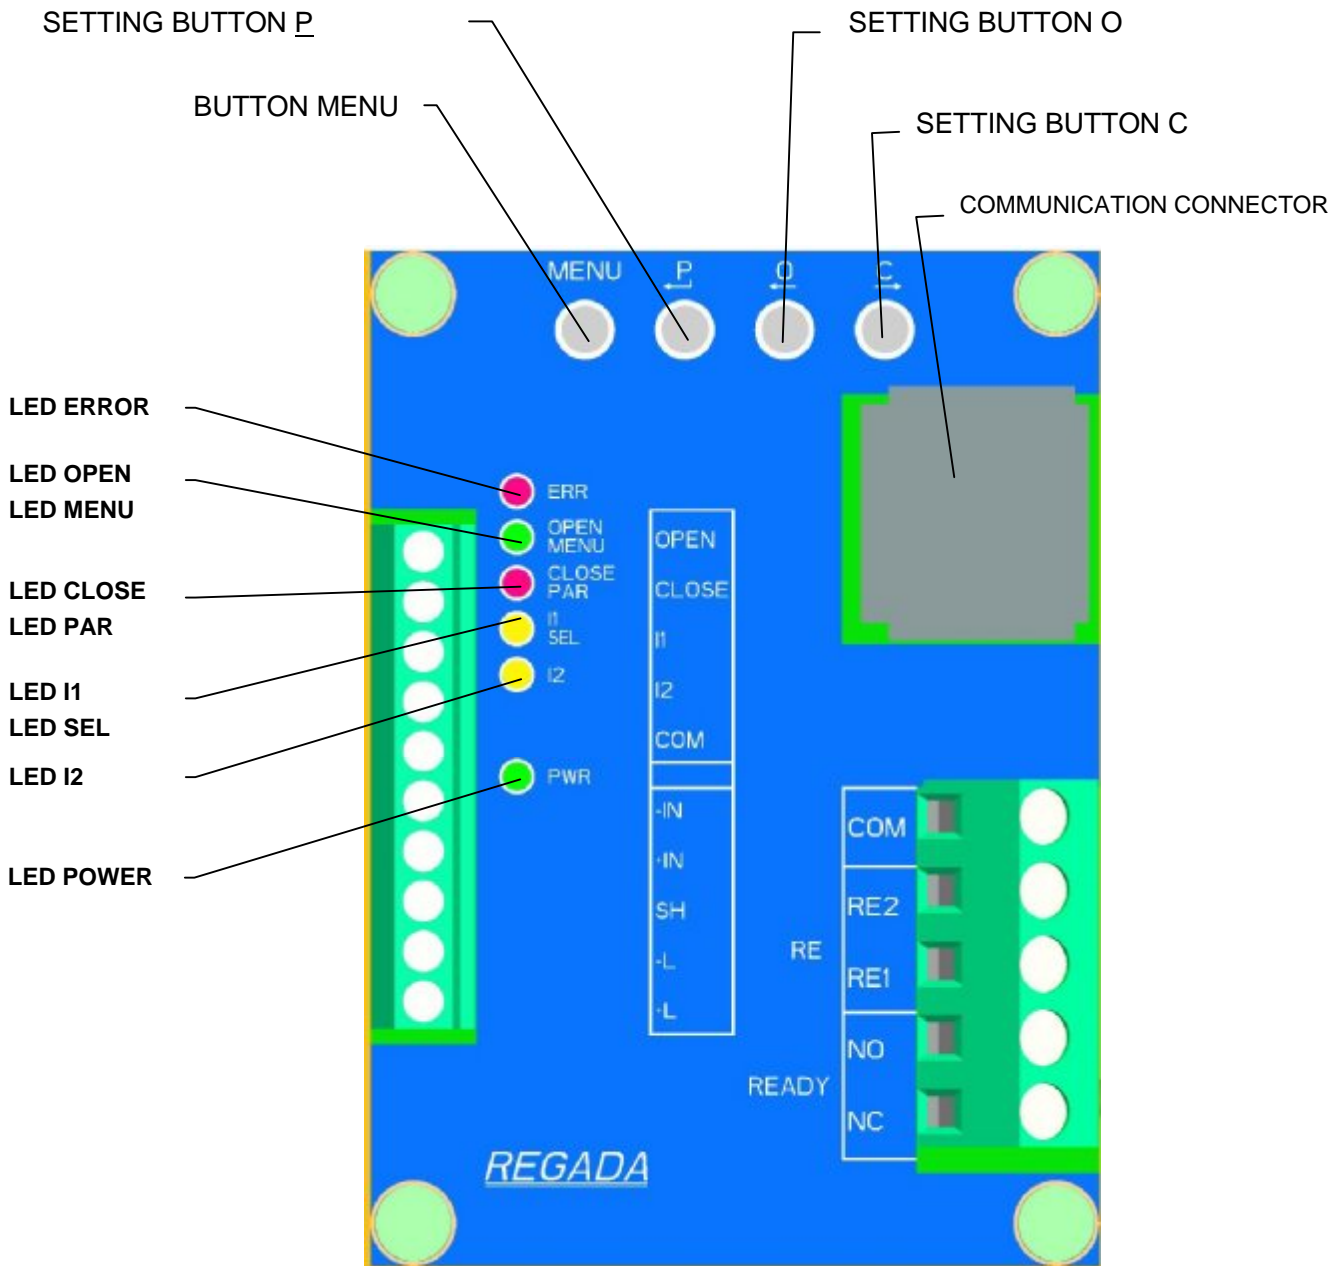 SETTING BUTTON P
SETTING BUTTON O
BUTTON MENU
SETTING BUTTON C
COMMUNICATION CONNECTOR
MENU P O C
LED ERROR
LED OPEN
LED MENU
LED CLOSE
LED PAR
LED I1
LED SEL
LED I2
LED POWER
ERR
OPEN
MENU
CLOSE
PAR
I1
SEL
I2
PWR
OPEN
CLOSE
I1
I2
COM
-IN
-IN
SH
-L
-L
COM
RE2
RE
RE1
NO
READY
NC
REGADA